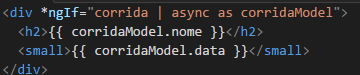 <div *ngIf="corrida | async as corridaModel">
<h2>{{ corridaModel.nome }}</h2>
<small>{{ corridaModel.data }}</small>
</div>